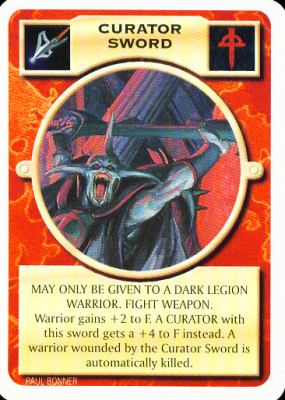 CURATOR
SWORD
MAY ONLY BE GIVEN TO A DARK LEGION
WARRIOR. FIGHT WEAPON.
Warrior gains +2 to F. A CURATOR with
this sword gets a +4 to F instead. A
warrior wounded by the Curator Sword is
automatically killed.
PAUL BONNER